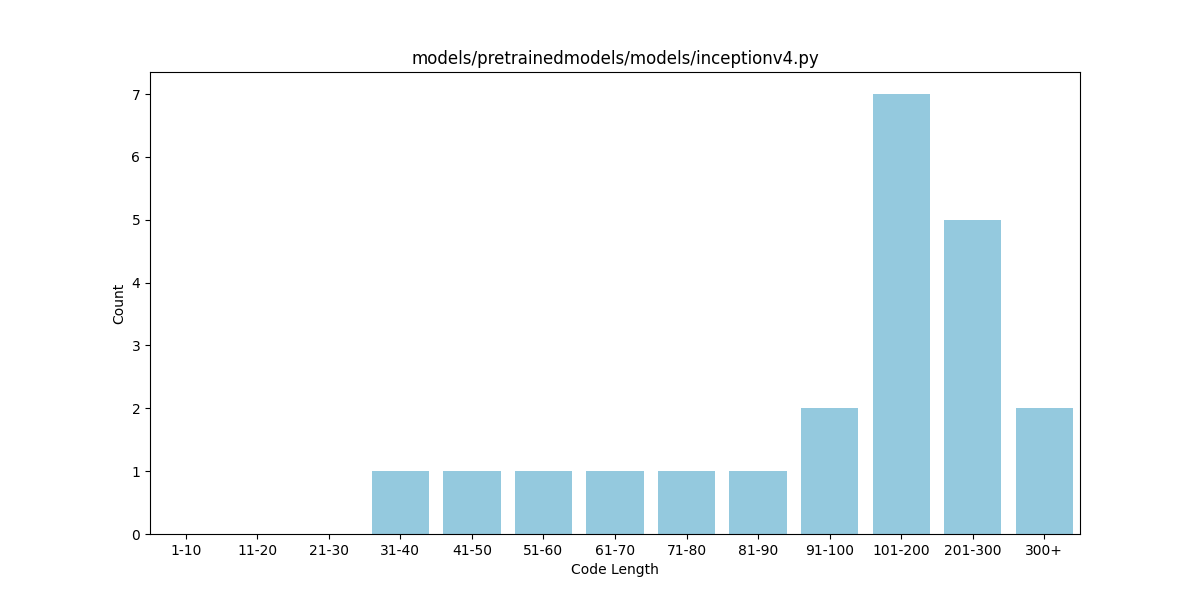 models/pretrainedmodels/models/inceptionv4.py
7
6
5
4
3
2
1
0
Count
1-10 11-20 21-30 31-40 41-50 51-60 61-70 71-80 81-90 91-100 101-200 201-300 300+
Code Length